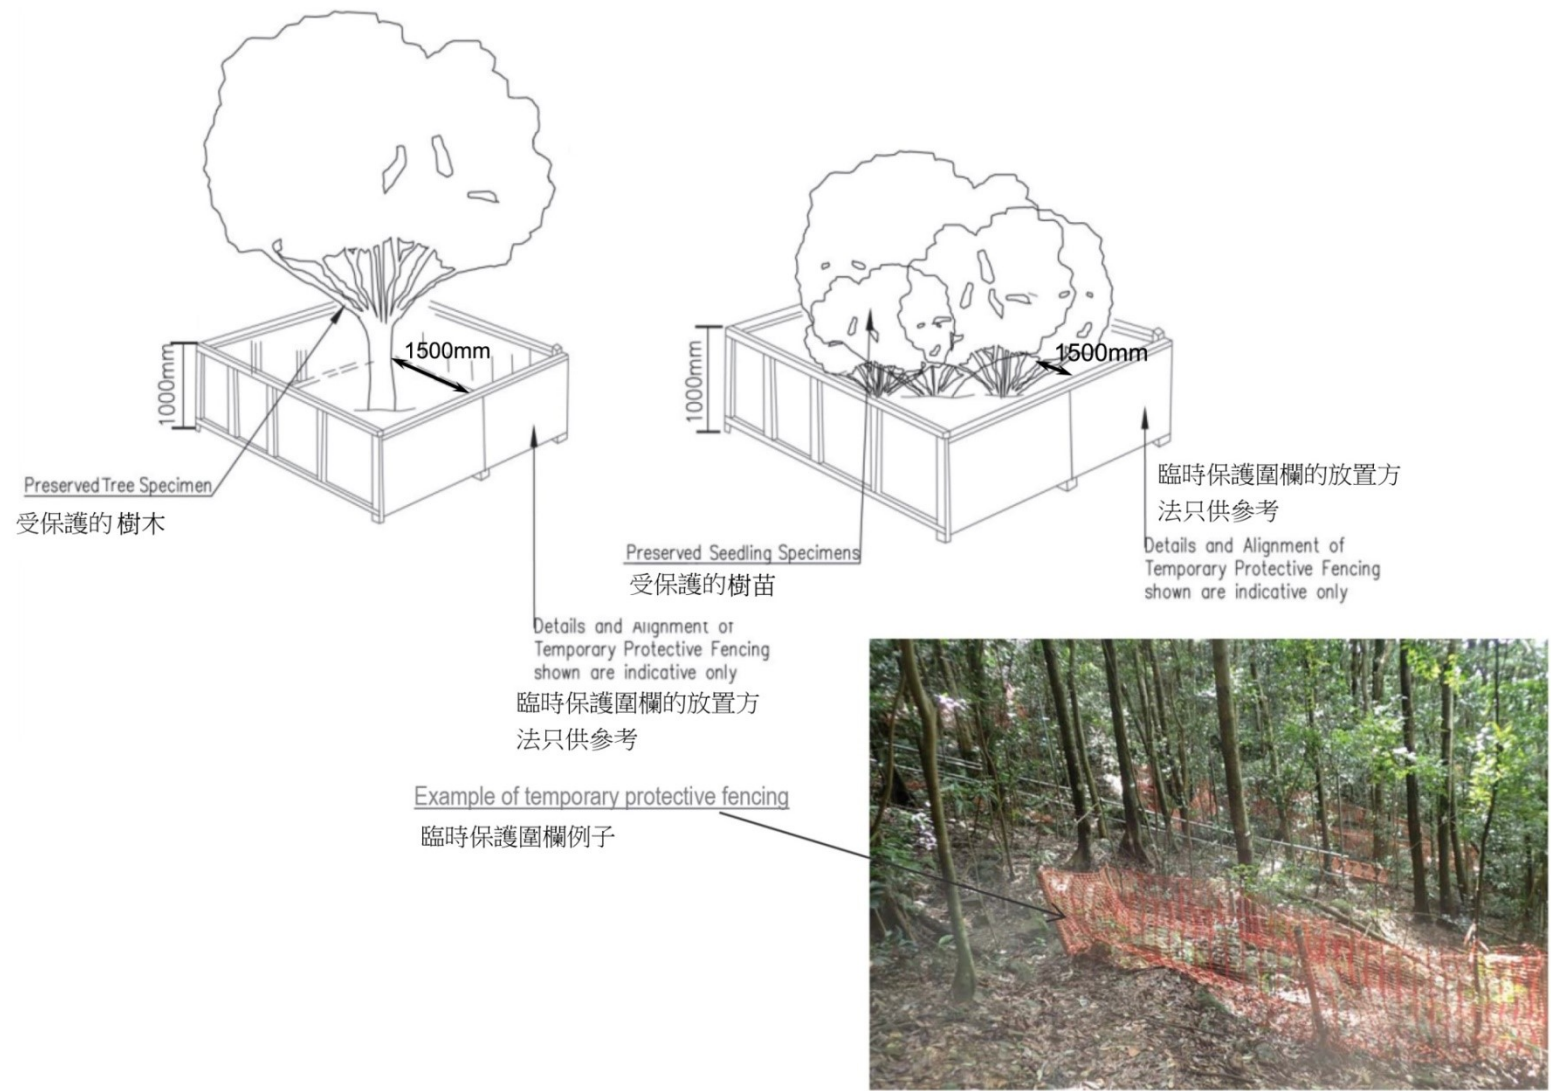 1500mm
1000mm
Preserved Tree Specimen
受保護的樹木
Details and Alignment of
Temporary Protective Fencing
shown are indicative only
臨時保護圍欄的放置方
法只供參考
1500mm
1000mm
Preserved Seedling Specimens
受保護的樹苗
臨時保護圍欄的放置方
法只供參考
Details and Alignment of
Temporary Protective Fencing
shown are indicative only
Example of temporary protective fencing
臨時保護圍欄例子